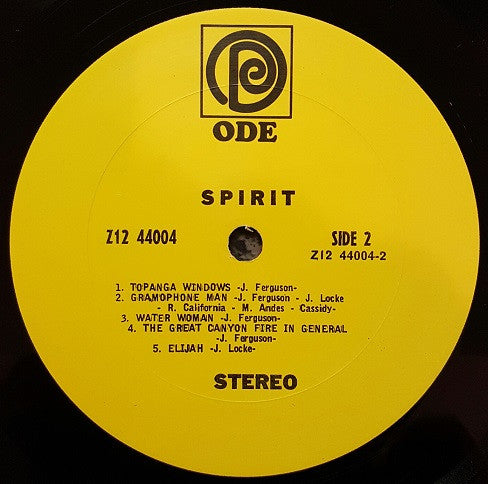 ODE
SPIRIT
Z12 44004 SIDE 2
Z12 44004-2
1. TOPANGA WINDOWS -J. Ferguson-
2. GRAMOPHONE MAN -J. Ferguson - J. Locke
- R. California - M. Andes - Cassidy-
3. WATER WOMAN -J. Ferguson-
4. THE GREAT CANYON FIRE IN GENERAL
-J. Ferguson-
5. ELIJAH -J. Locke-
STEREO